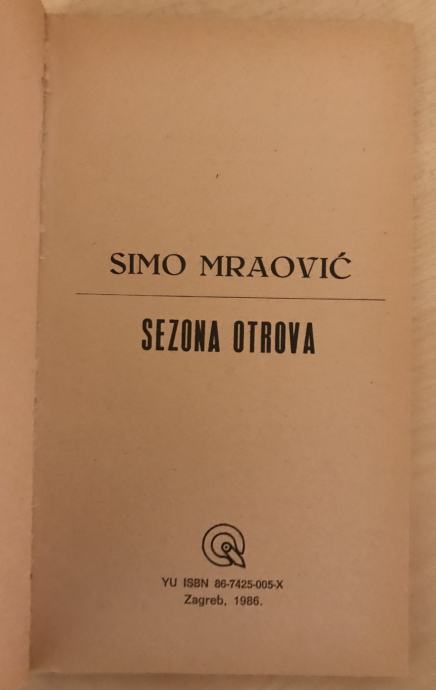 SIMO MRAOVIĆ
SEZONA OTROVA
YU ISBN 86-7425-005-X
Zagreb, 1986.